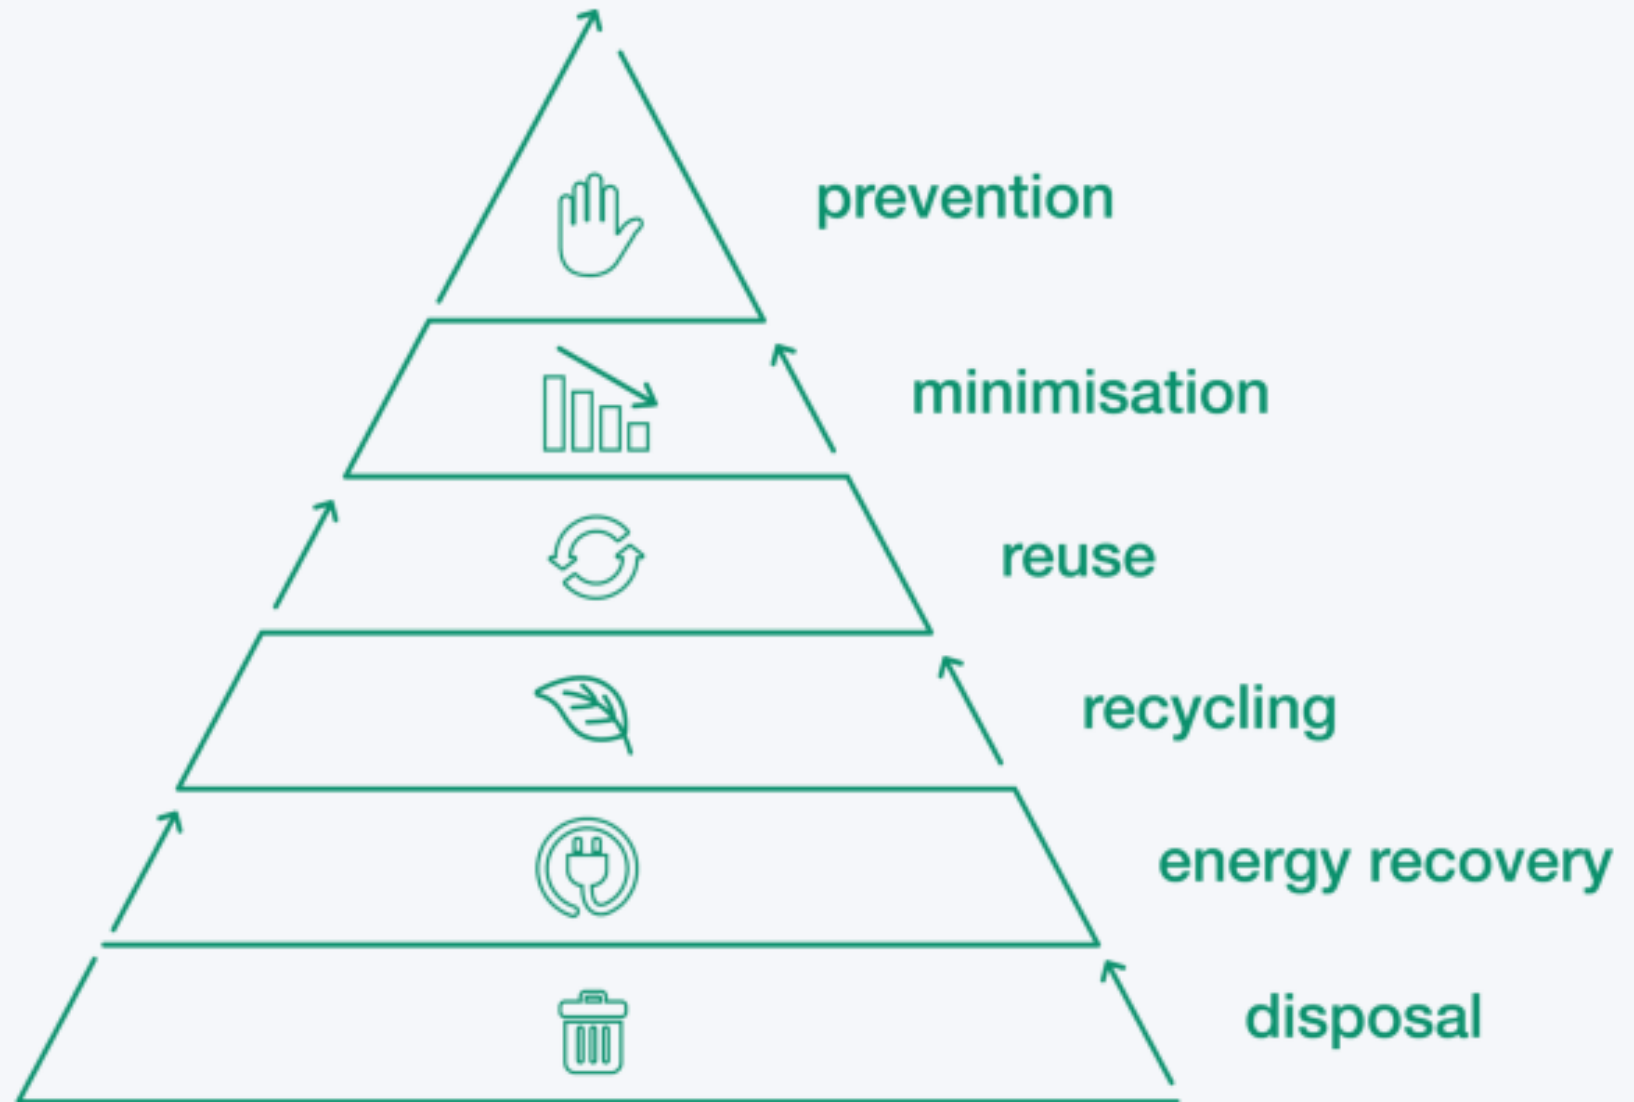 prevention
minimisation
reuse
recycling
energy recovery
disposal